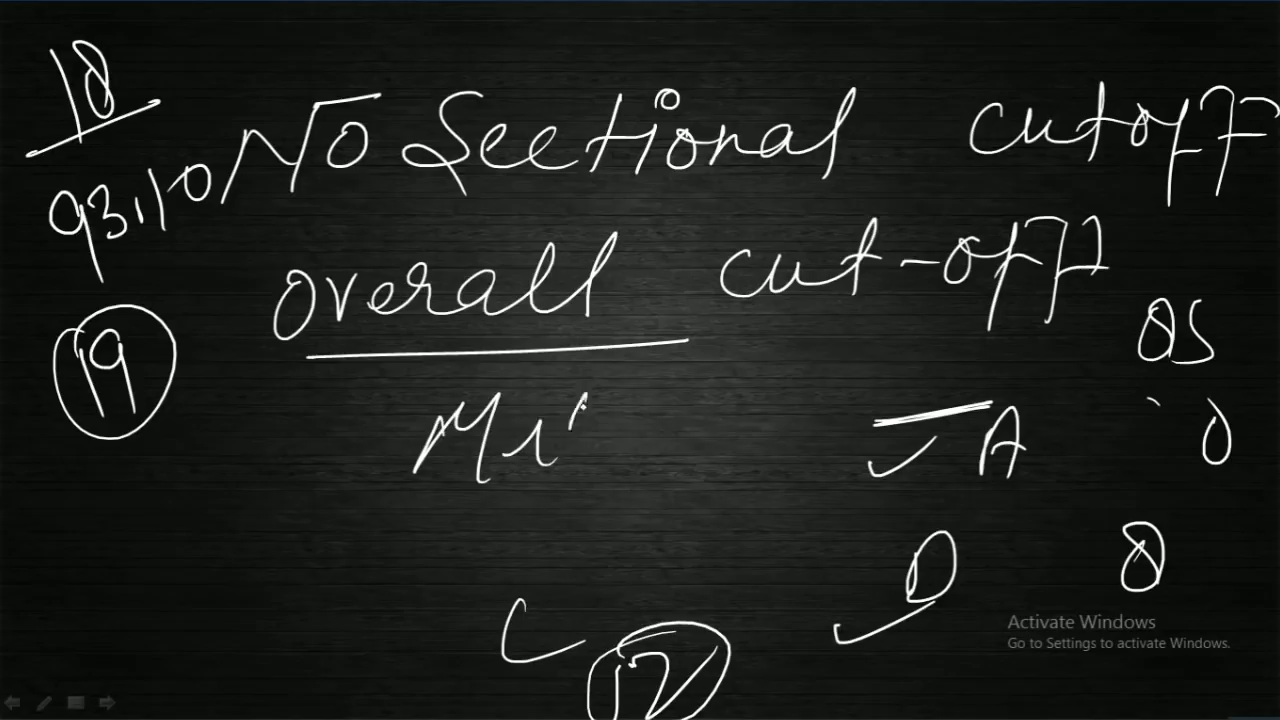 18
No Sectional cutoff
93.10
overall cut-off
85
19
A
0
D
8
C
12
Activate Windows
Go to Settings to activate Windows.